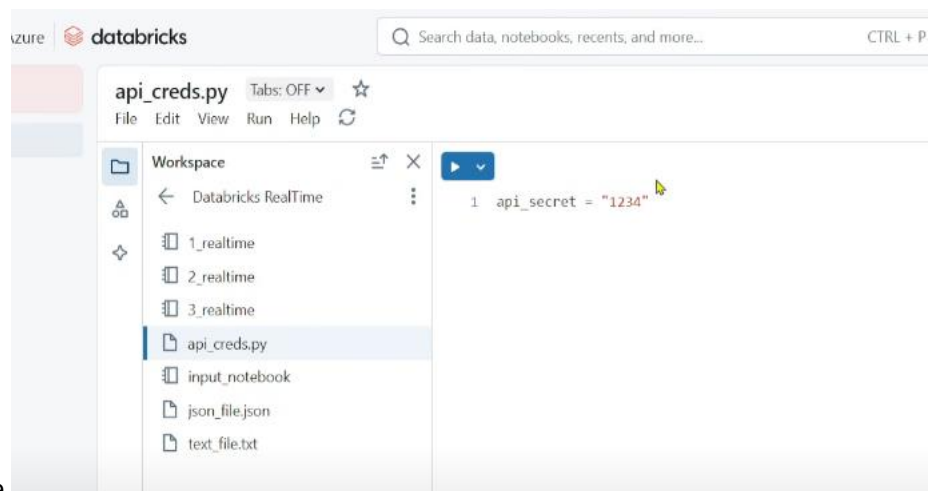 Azure databricks
Search data, notebooks, recents, and more... CTRL + P
api_creds.py Tabs: OFF
File Edit View Run Help
Workspace
Databricks RealTime
1_realtime
2_realtime
3_realtime
api_creds.py
input_notebook
json_file.json
text_file.txt
1 api_secret = "1234"